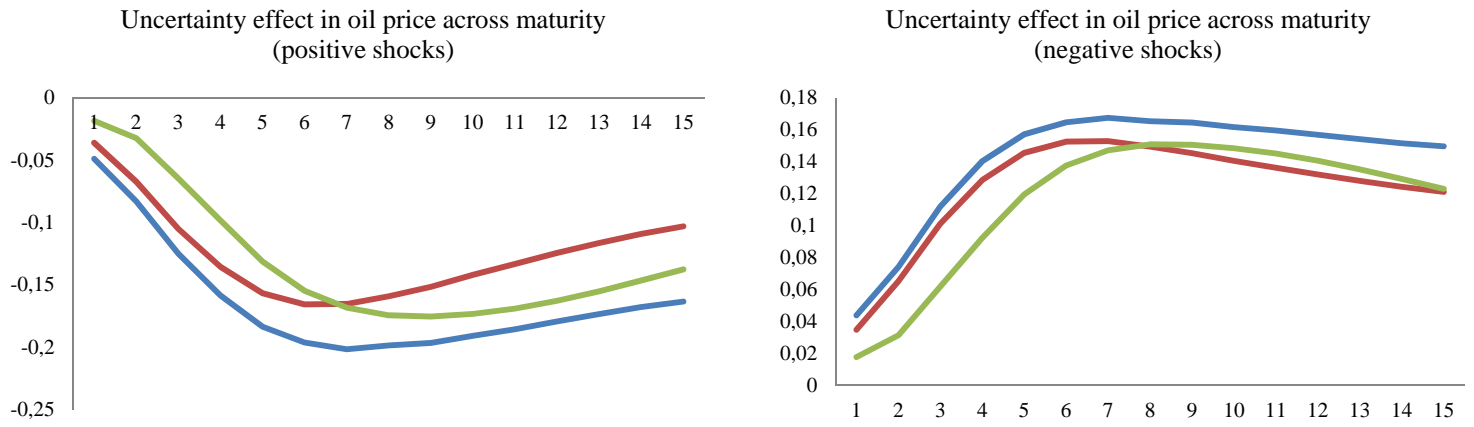 Uncertainty effect in oil price across maturity
(positive shocks)
0
-0,05
-0,1
-0,15
-0,2
-0,25
1 2 3 4 5 6 7 8 9 10 11 12 13 14 15
Uncertainty effect in oil price across maturity
(negative shocks)
0,18
0,16
0,14
0,12
0,1
0,08
0,06
0,04
0,02
0
1 2 3 4 5 6 7 8 9 10 11 12 13 14 15